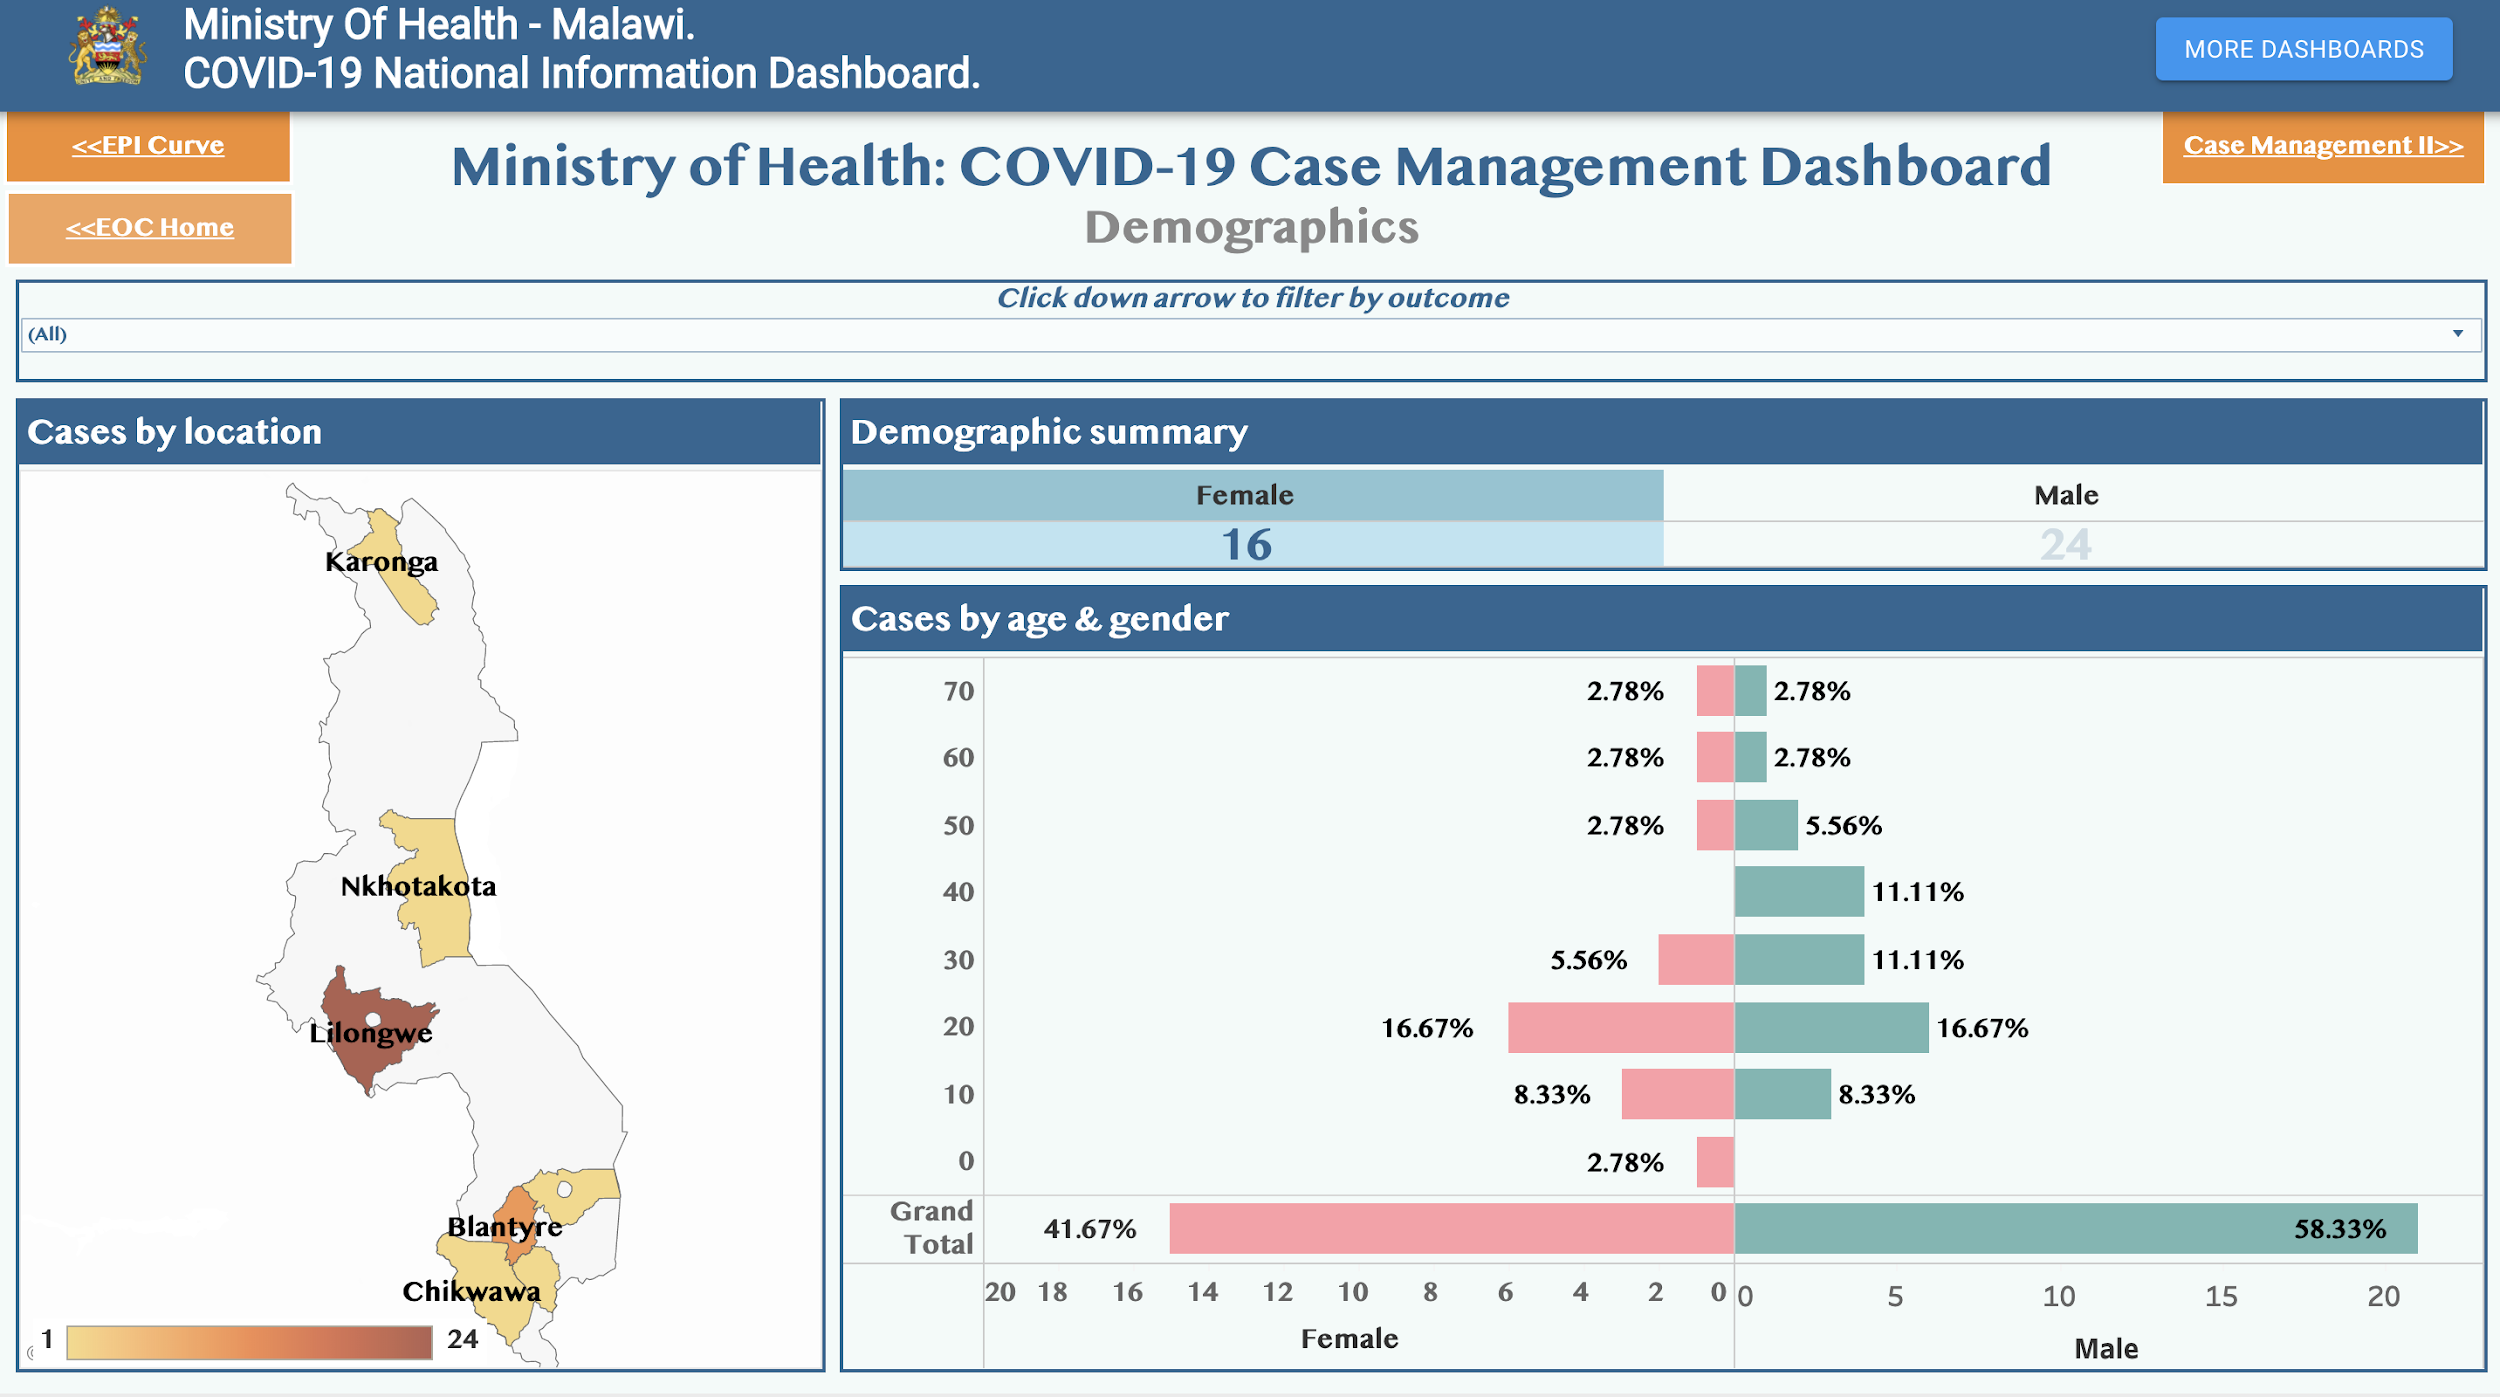 Ministry Of Health - Malawi.
COVID-19 National Information Dashboard.
MORE DASHBOARDS
<<EPI Curve
<<EOC Home
Ministry of Health: COVID-19 Case Management Dashboard
Demographics
Case Management II>>
Click down arrow to filter by outcome
(All)
Cases by location
Karonga
Nkhotakota
Lilongwe
Blantyre
Chikwawa
1
24
Demographic summary
Female
Male
16
24
Cases by age & gender
70
2.78%
2.78%
60
2.78%
2.78%
50
2.78%
5.56%
40
11.11%
30
5.56%
11.11%
20
16.67%
16.67%
10
8.33%
8.33%
0
2.78%
Grand
Total
41.67%
58.33%
20 18 16 14 12 10 8 6 4 2 0
0 5 10 15 20
Female
Male